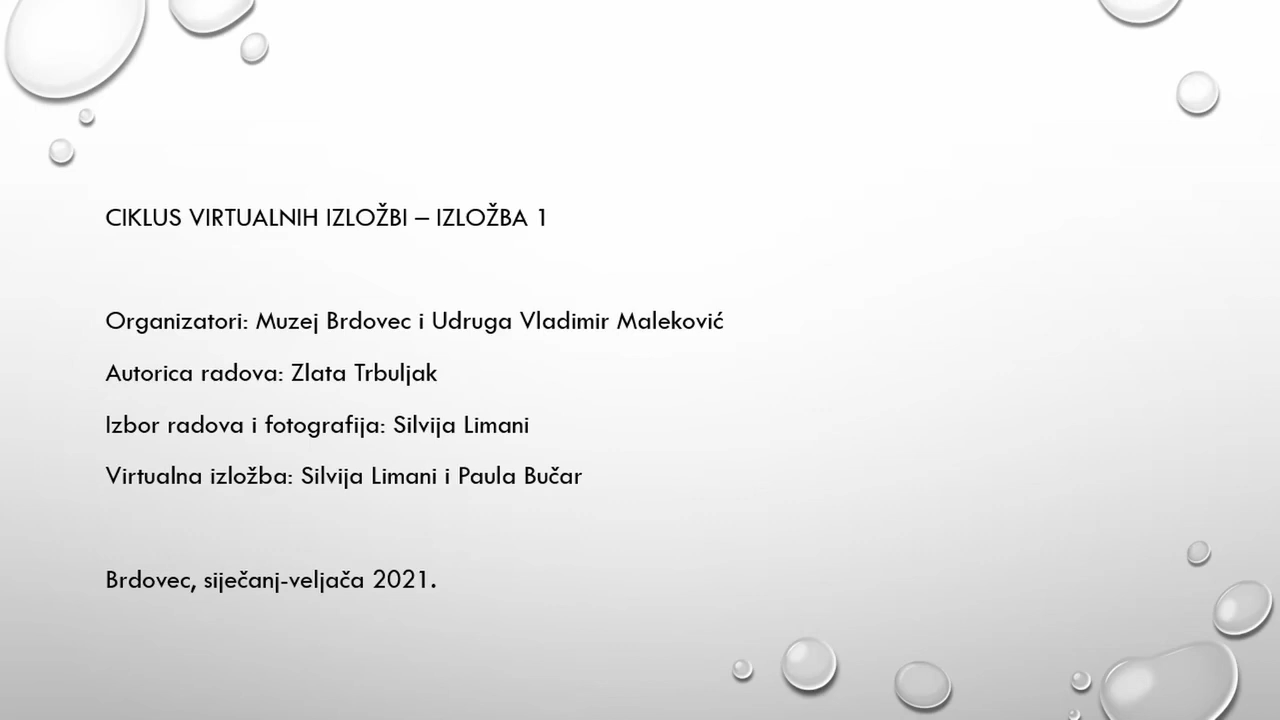 CIKLUS VIRTUALNIH IZLOŽBI – IZLOŽBA 1
Organizatori: Muzej Brdovec i Udruga Vladimir Maleković
Autorica radova: Zlata Trbuljak
Izbor radova i fotografija: Silvija Limani
Virtualna izložba: Silvija Limani i Paula Bučar
Brdovec, siječanj-veljača 2021.